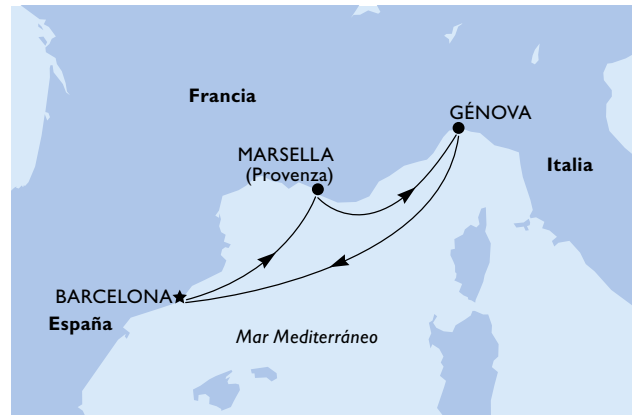 Francia
GÉNOVA
MARSELLA
(Provenza)
Italia
BARCELONA
España
Mar Mediterráneo